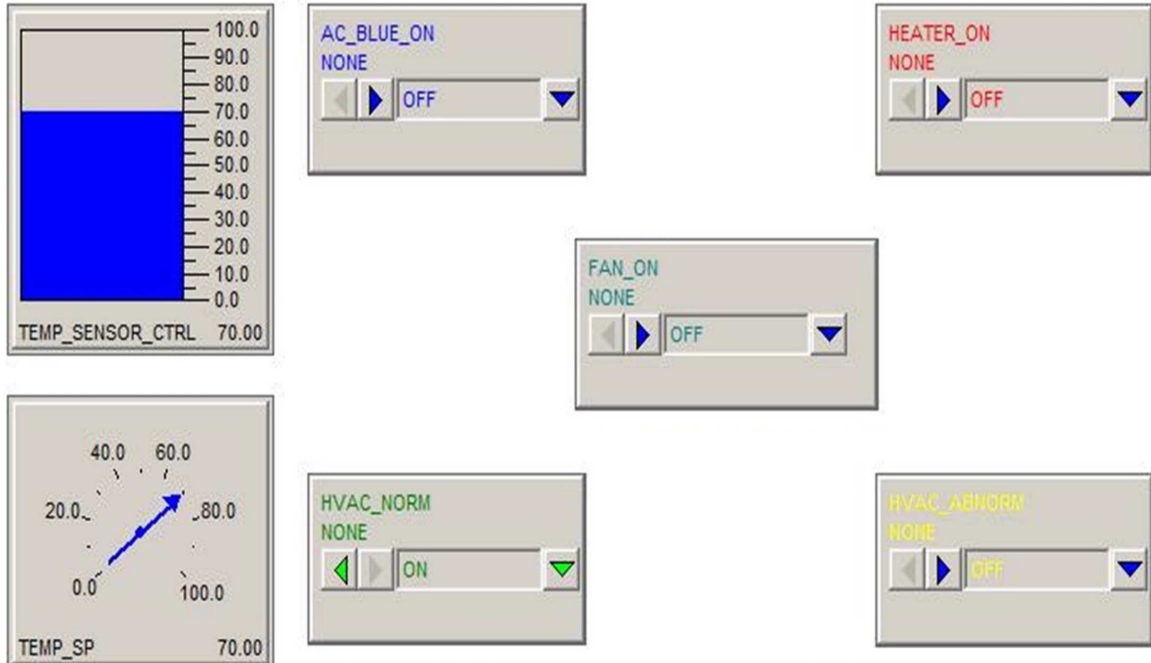 100.0
90.0
80.0
70.0
60.0
50.0
40.0
30.0
20.0
10.0
0.0
TEMP_SENSOR_CTRL 70.00
AC_BLUE_ON
NONE
OFF
HEATER_ON
NONE
OFF
FAN_ON
NONE
OFF
40.0 60.0
20.0 80.0
0.0 100.0
TEMP_SP 70.00
HVAC_NORM
NONE
ON
HVAC_ABNORM
NONE
OFF